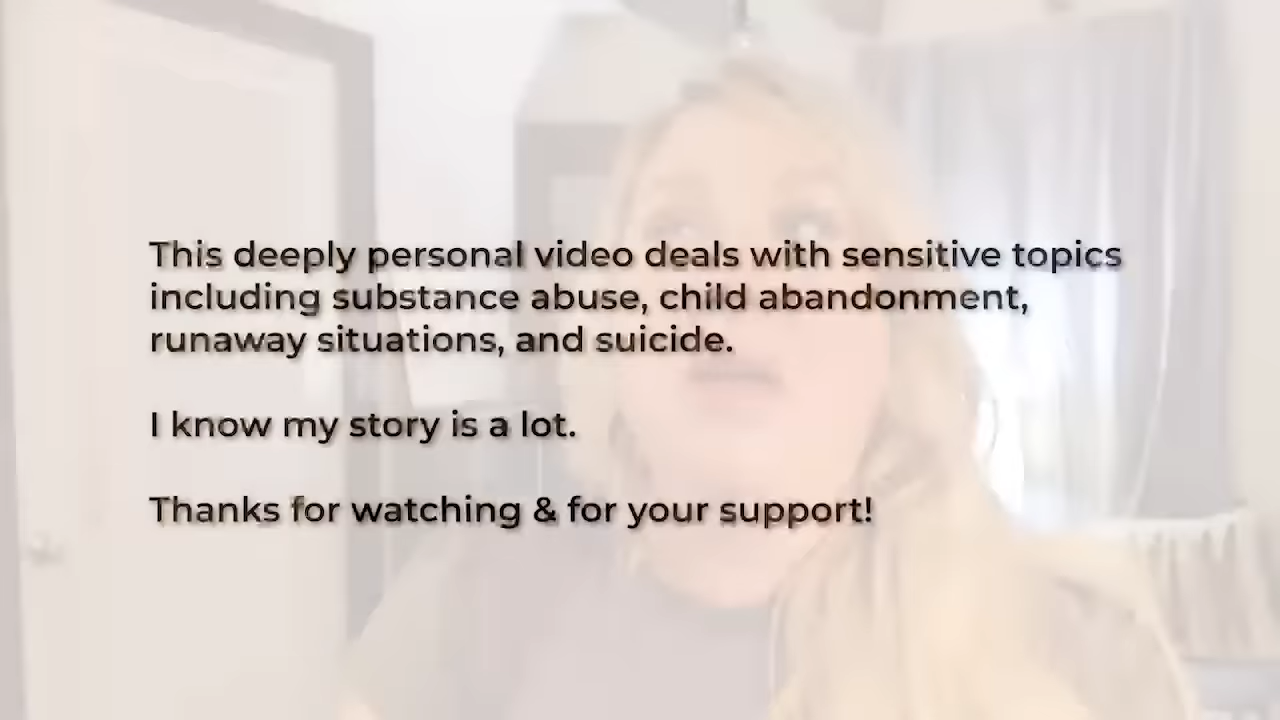 This deeply personal video deals with sensitive topics
including substance abuse, child abandonment,
runaway situations, and suicide.
I know my story is a lot.
Thanks for watching & for your support!